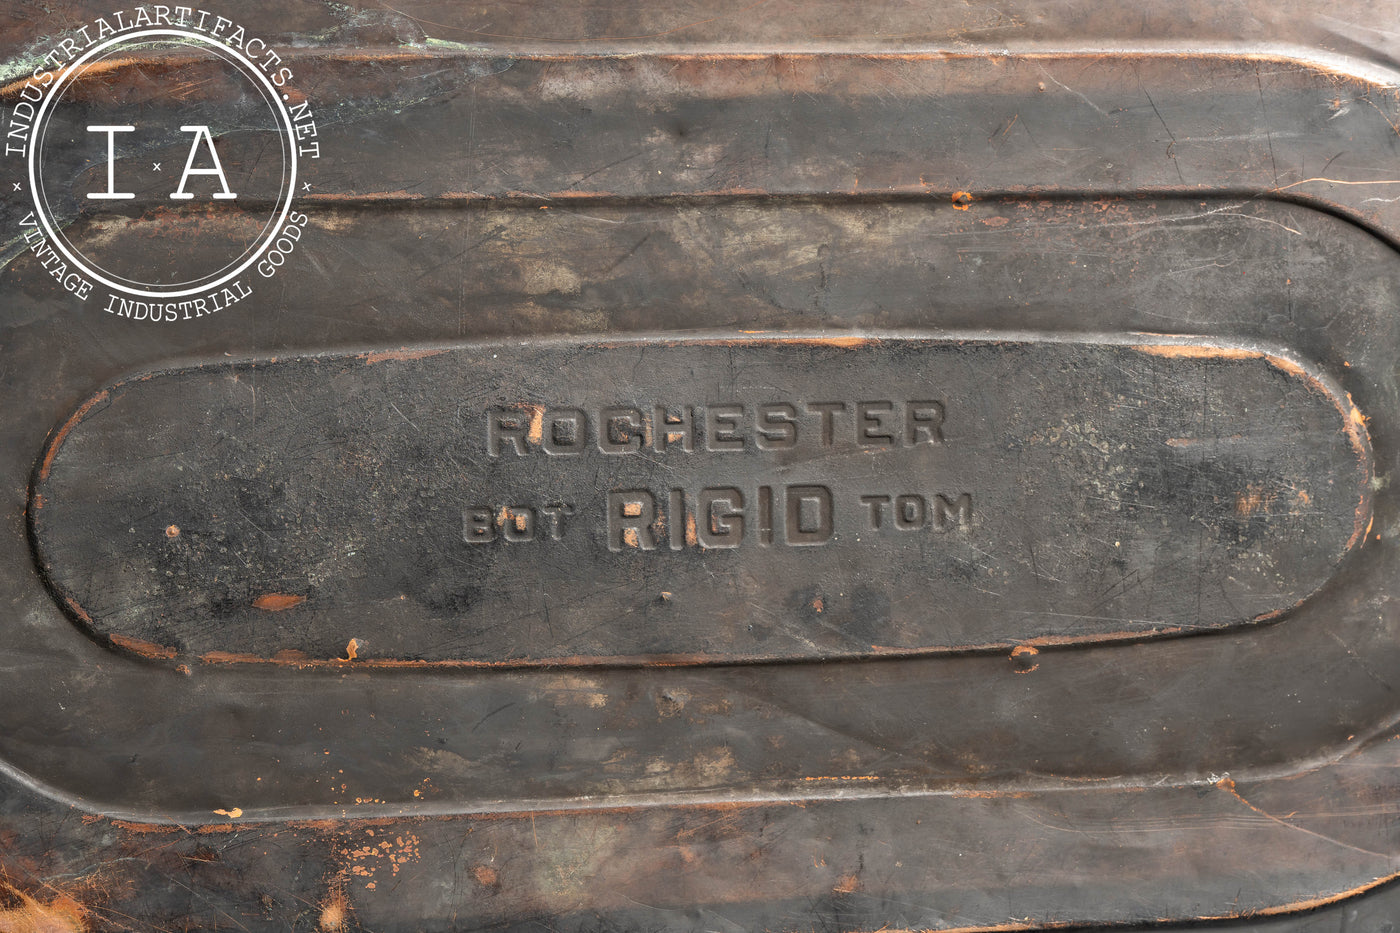 INDUSTRIALARTIFACTS.NET
I x A
x VINTAGE INDUSTRIAL GOODS x
ROCHESTER
BOT RIGID TOM